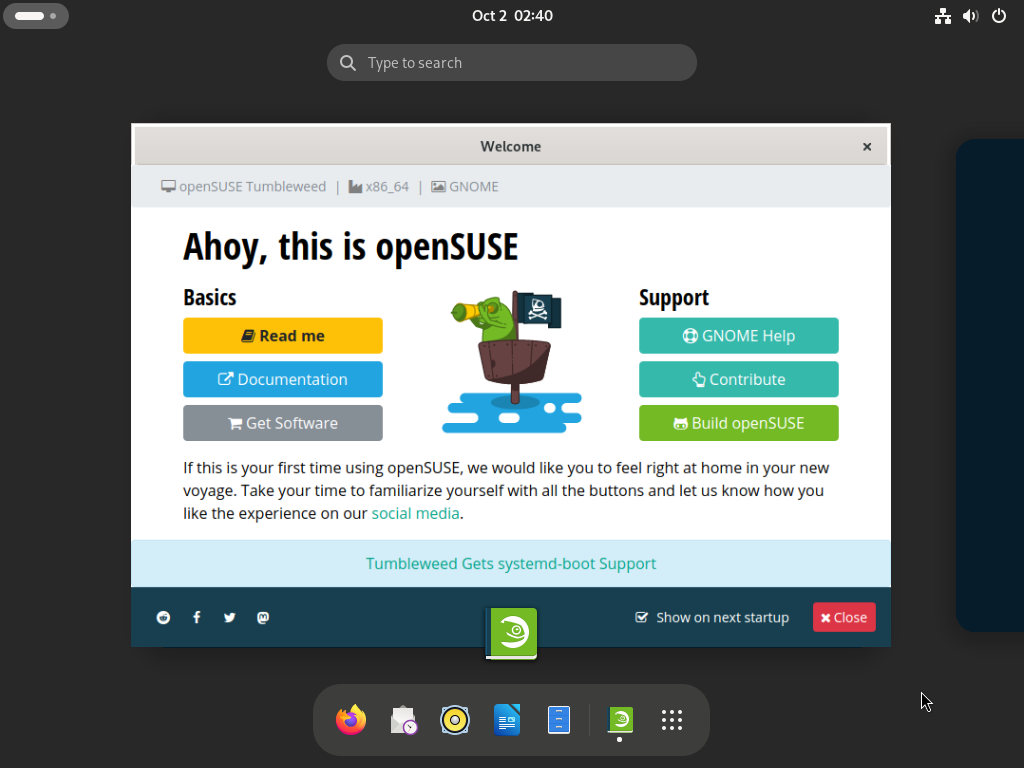 Oct 2 02:40
Type to search
Welcome
openSUSE Tumbleweed | x86_64 | GNOME
Ahoy, this is openSUSE
Basics
Read me
Documentation
Get Software
Support
GNOME Help
Contribute
Build openSUSE
If this is your first time using openSUSE, we would like you to feel right at home in your new
voyage. Take your time to familiarize yourself with all the buttons and let us know how you
like the experience on our social media.
Tumbleweed Gets systemd-boot Support
Show on next startup
Close